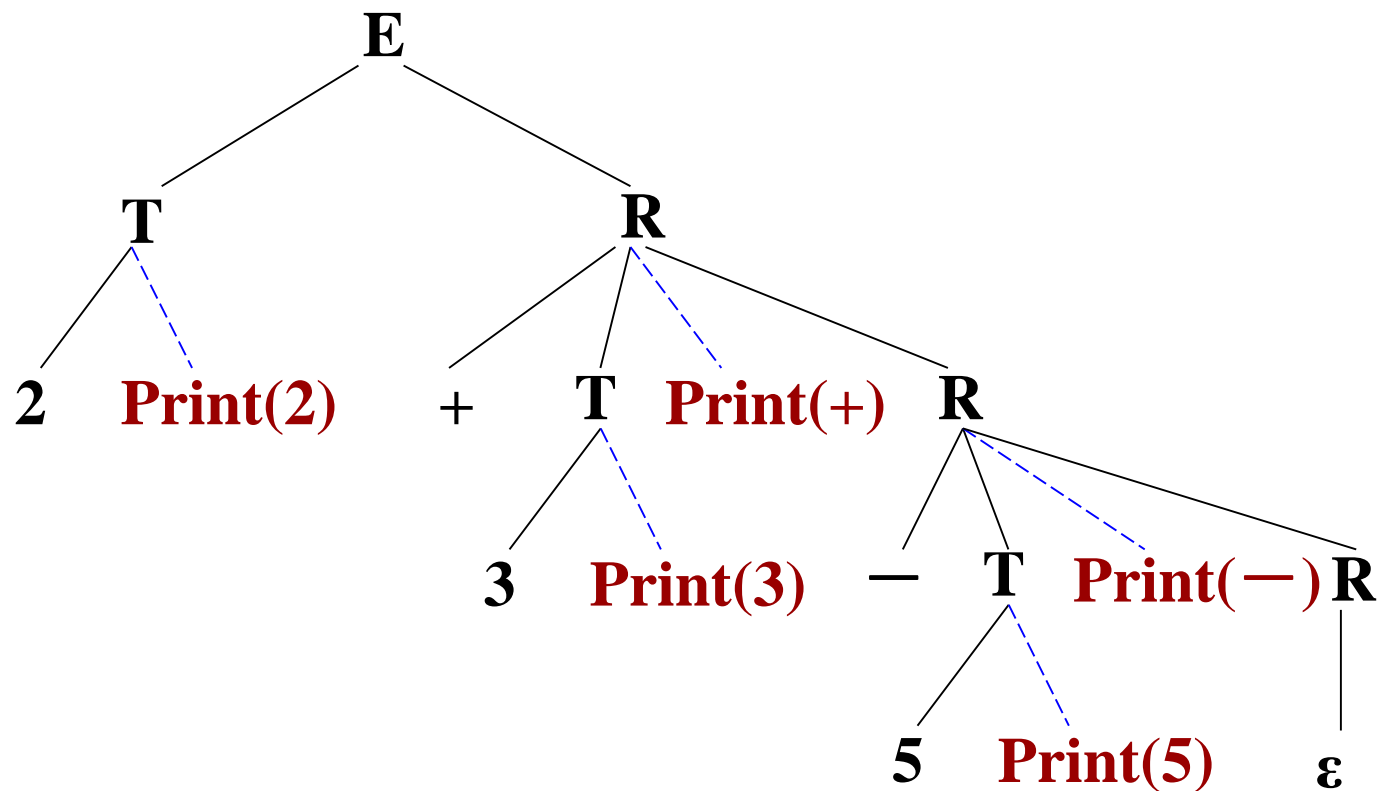 E
T R
2 Print(2) + T Print(+) R
3 Print(3) — T Print(—) R
5 Print(5) ε